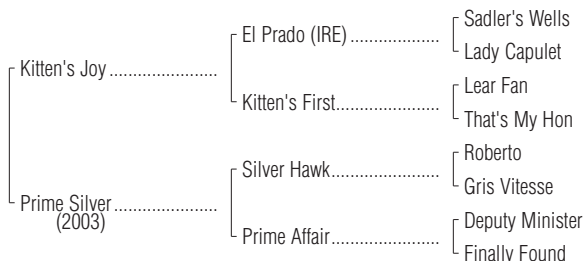 Sadler's Wells
El Prado (IRE)
Lady Capulet
Kitten's Joy
Lear Fan
Kitten's First
That's My Hon
Roberto
Silver Hawk
Gris Vitesse
Prime Silver
(2003)
Deputy Minister
Prime Affair
Finally Found